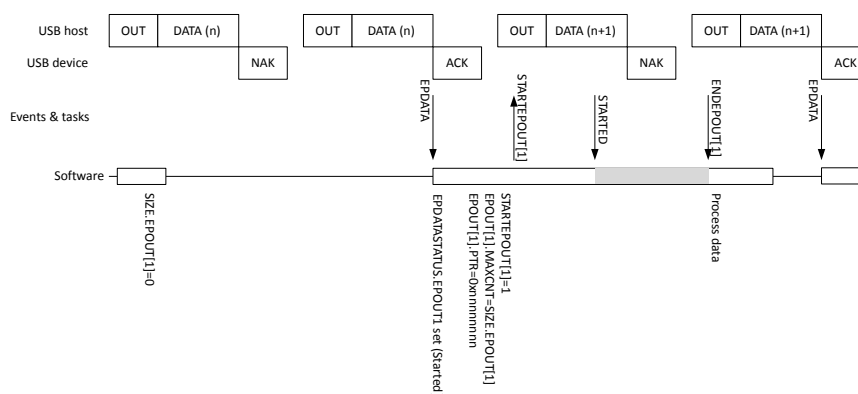 USB host
OUT
DATA (n)
OUT
DATA (n)
OUT
DATA (n+1)
OUT
DATA (n+1)
USB device
NAK
ACK
NAK
ACK
Events & tasks
EPDATA
STARTEPOUT[1]
STARTED
ENDEPOUT[1]
EPDATA
Software
SIZE.EPOUT[1]=0
EPDATASTATUS.EPOUT1 set (Started
STARTEPOUT[1]=1
EPOUT[1].MAXCNT=SIZE.EPOUT[1]
EPOUT[1].PTR=0xnnnnnnnn
Process data